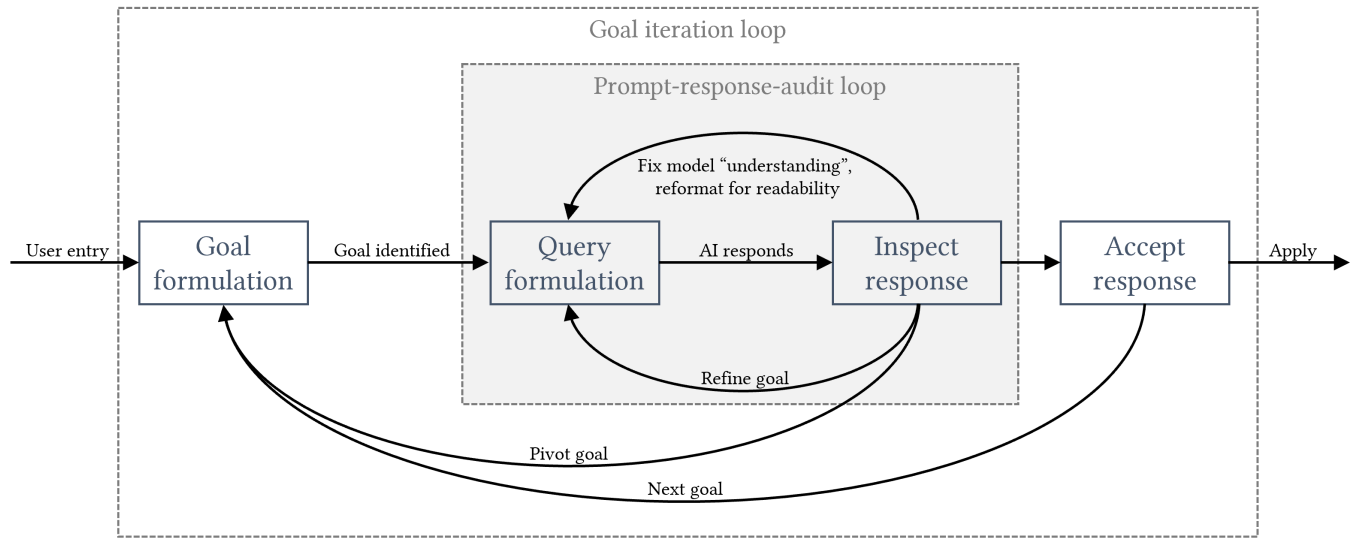 Goal iteration loop
Prompt-response-audit loop
Fix model “understanding”,
reformat for readability
User entry
Goal
formulation
Goal identified
Query
formulation
AI responds
Inspect
response
Accept
response
Apply
Refine goal
Pivot goal
Next goal